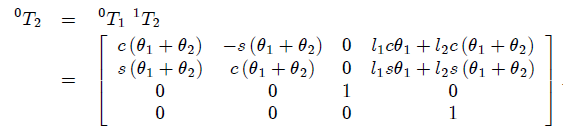 ⁰T₂ = ⁰T₁ ¹T₂
= [ c(θ₁ + θ₂) −s(θ₁ + θ₂) 0 l₁cθ₁ + l₂c(θ₁ + θ₂)
s(θ₁ + θ₂) c(θ₁ + θ₂) 0 l₁sθ₁ + l₂s(θ₁ + θ₂)
0 0 1 0
0 0 0 1 ] .